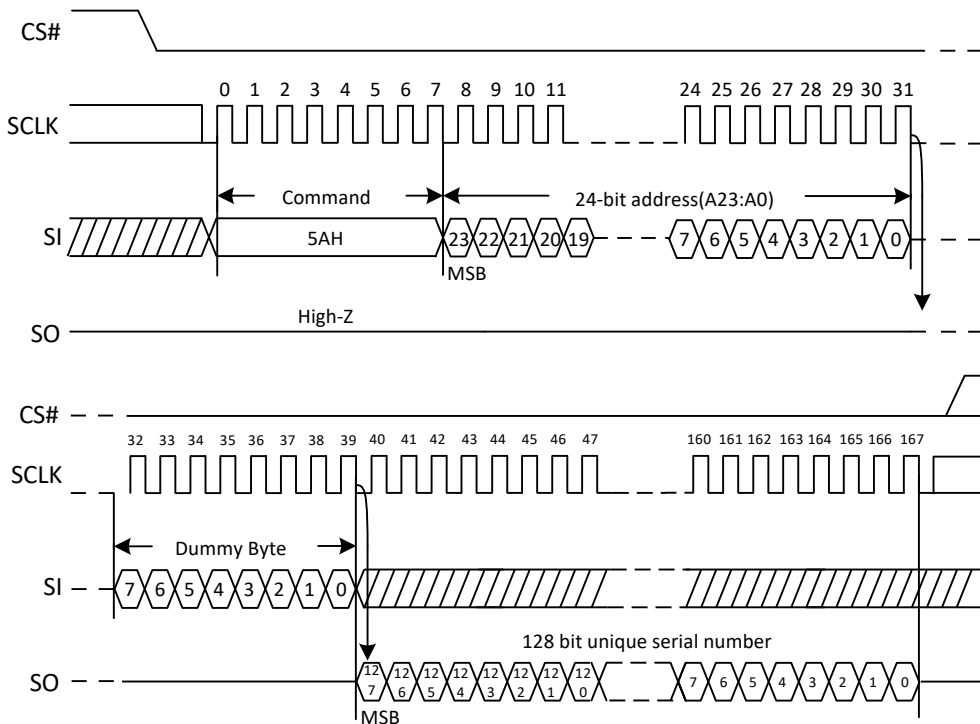 CS#
0 1 2 3 4 5 6 7 8 9 10 11 24 25 26 27 28 29 30 31
SCLK
Command 24-bit address(A23:A0)
SI 5AH 23 22 21 20 19 7 6 5 4 3 2 1 0
MSB
High-Z
SO
CS#
32 33 34 35 36 37 38 39 40 41 42 43 44 45 46 47 160 161 162 163 164 165 166 167
SCLK
Dummy Byte
SI 7 6 5 4 3 2 1 0
128 bit unique serial number
SO 127 126 125 124 123 122 121 120 7 6 5 4 3 2 1 0
MSB